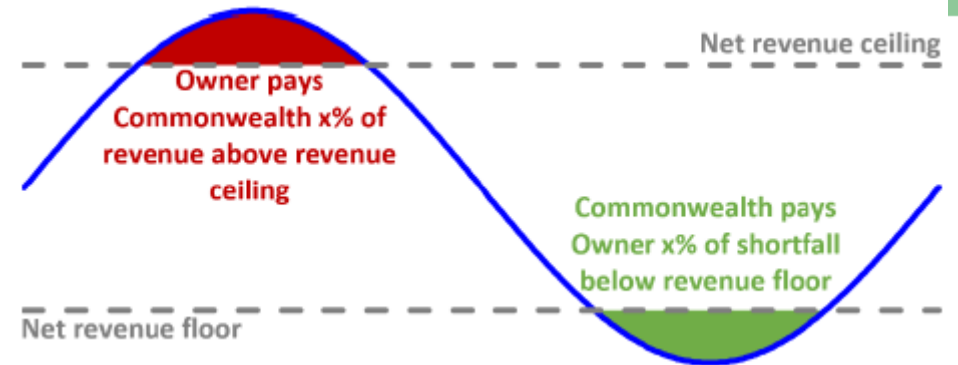 Net revenue ceiling
Owner pays
Commonwealth x% of
revenue above revenue
ceiling
Commonwealth pays
Owner x% of shortfall
below revenue floor
Net revenue floor